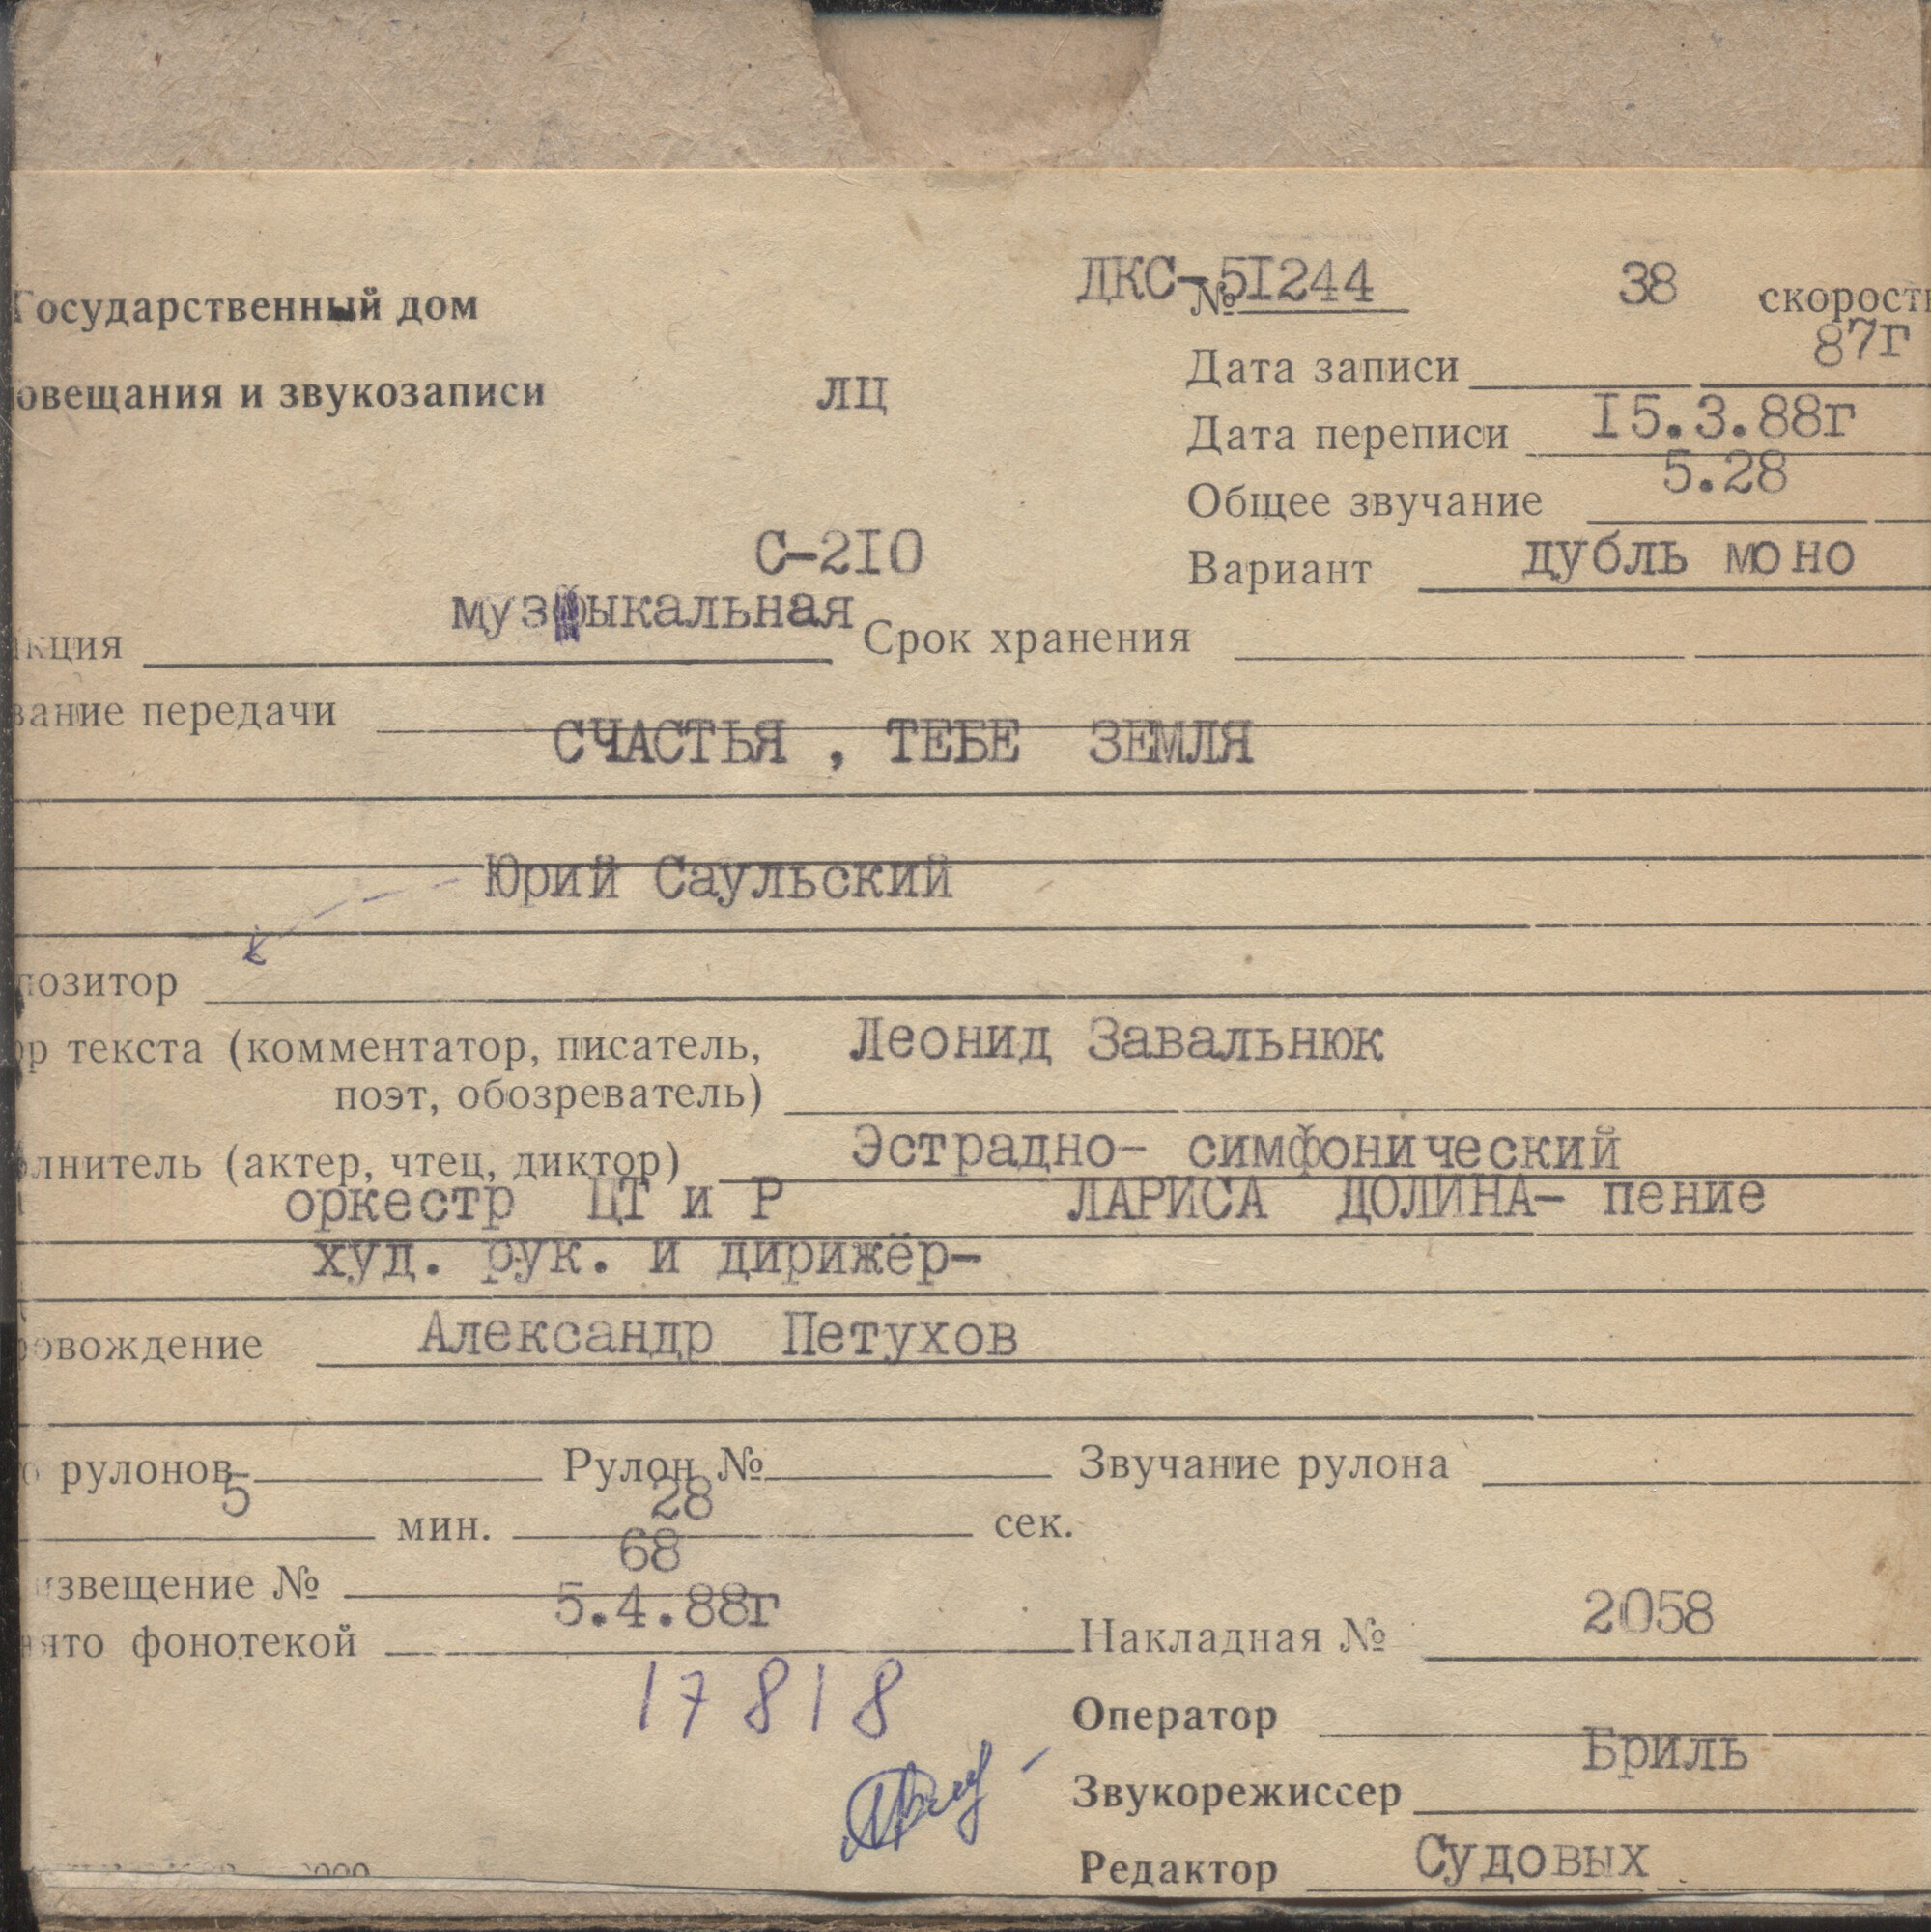 Государственный дом
ДКС-№51244 38 скорость
овещания и звукозаписи ЛЦ
Дата записи 87г
Дата переписи 15.3.88г
Общее звучание 5.28
С-210
Вариант дубль моно
кция музыкальная Срок хранения
вание передачи СЧАСТЬЯ , ТЕБЕ ЗЕМЛЯ
Юрий Саульский
позитор
ор текста (комментатор, писатель, Леонид Завальнюк
поэт, обозреватель)
олнитель (актер, чтец, диктор) Эстрадно- симфонический
оркестр ЦТ и Р ЛАРИСА ДОЛИНА- пение
худ. рук. и дирижёр-
ровождение Александр Петухов
о рулонов Рулон № Звучание рулона
5 мин. 28 сек.
извещение № 68
нято фонотекой 5.4.88г Накладная № 2058
17818
Оператор
Звукорежиссер Бриль
Редактор Судовых